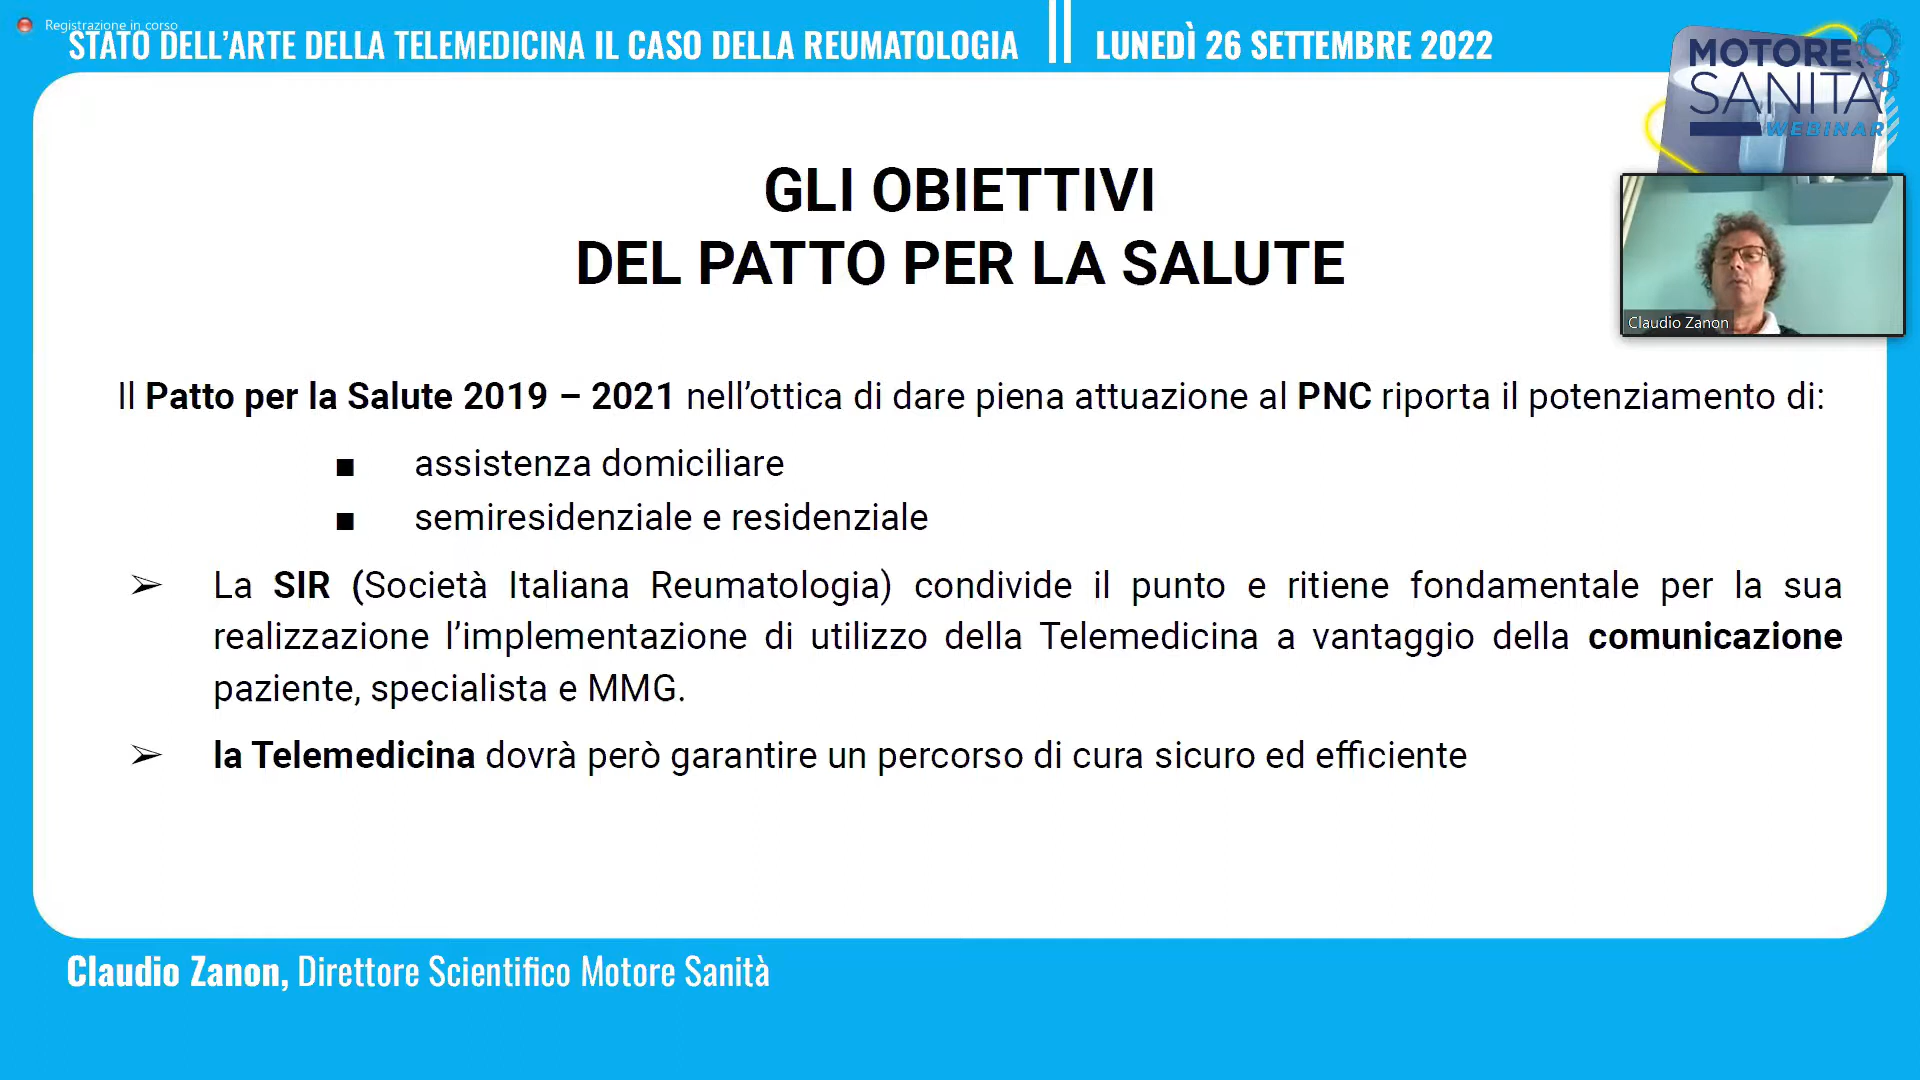 Registrazione in corso
STATO DELL’ARTE DELLA TELEMEDICINA IL CASO DELLA REUMATOLOGIA || LUNEDÌ 26 SETTEMBRE 2022
MOTORE
SANITÀ
WEBINAR
GLI OBIETTIVI
DEL PATTO PER LA SALUTE
Claudio Zanon
Il Patto per la Salute 2019 – 2021 nell’ottica di dare piena attuazione al PNC riporta il potenziamento di:
■ assistenza domiciliare
■ semiresidenziale e residenziale
➢ La SIR (Società Italiana Reumatologia) condivide il punto e ritiene fondamentale per la sua
realizzazione l’implementazione di utilizzo della Telemedicina a vantaggio della comunicazione
paziente, specialista e MMG.
➢ la Telemedicina dovrà però garantire un percorso di cura sicuro ed efficiente
Claudio Zanon, Direttore Scientifico Motore Sanità